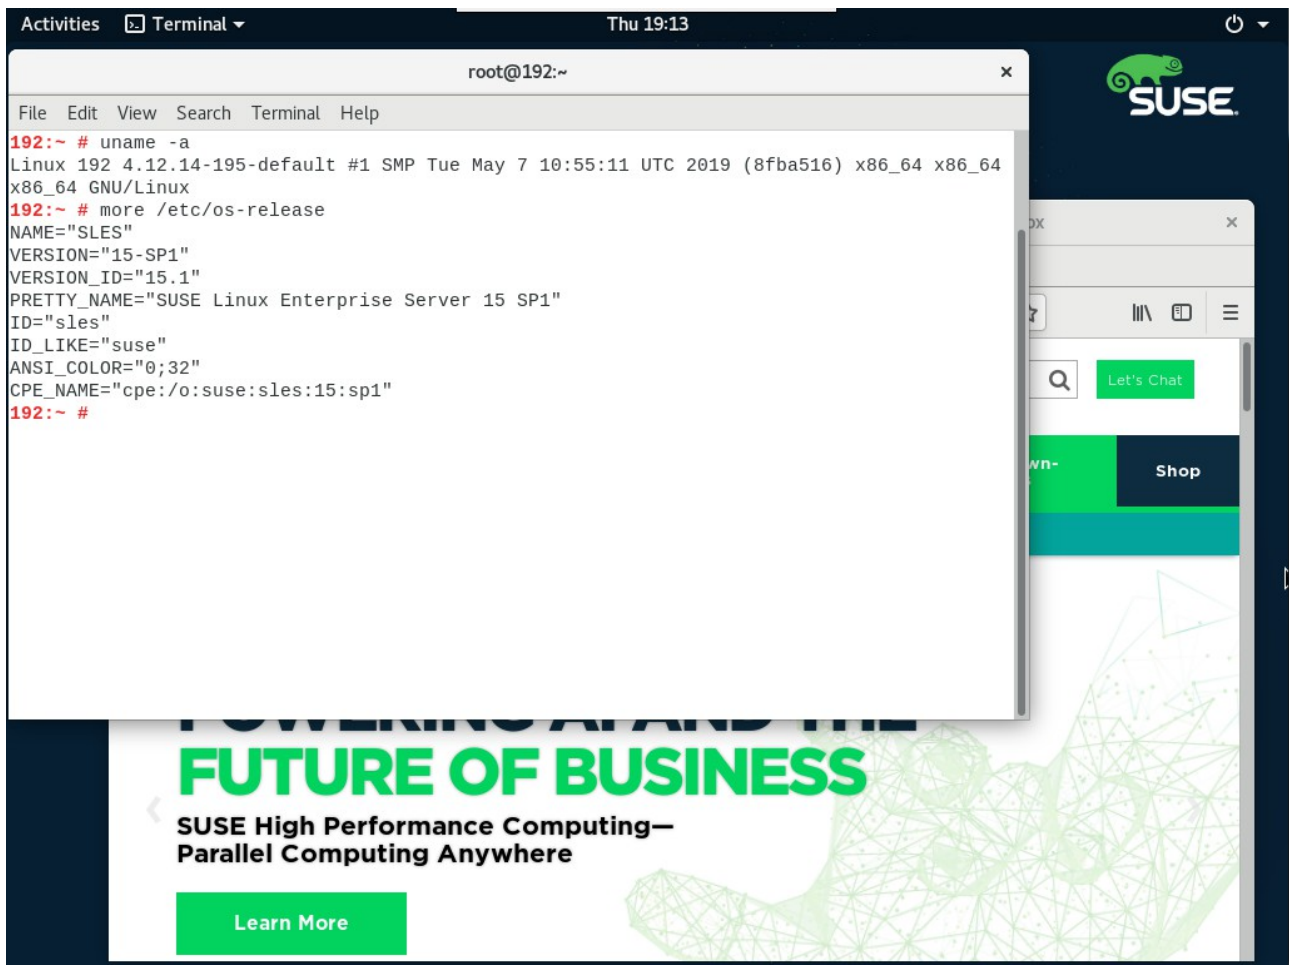 Activities Terminal Thu 19:13
root@192:~
SUSE
File Edit View Search Terminal Help
192:~ # uname -a
Linux 192 4.12.14-195-default #1 SMP Tue May 7 10:55:11 UTC 2019 (8fba516) x86_64 x86_64
x86_64 GNU/Linux
192:~ # more /etc/os-release
NAME="SLES"
VERSION="15-SP1"
VERSION_ID="15.1"
PRETTY_NAME="SUSE Linux Enterprise Server 15 SP1"
ID="sles"
ID_LIKE="suse"
ANSI_COLOR="0;32"
CPE_NAME="cpe:/o:suse:sles:15:sp1"
192:~ #
Let's Chat
Shop
POWERING AI AND THE
FUTURE OF BUSINESS
SUSE High Performance Computing—
Parallel Computing Anywhere
Learn More